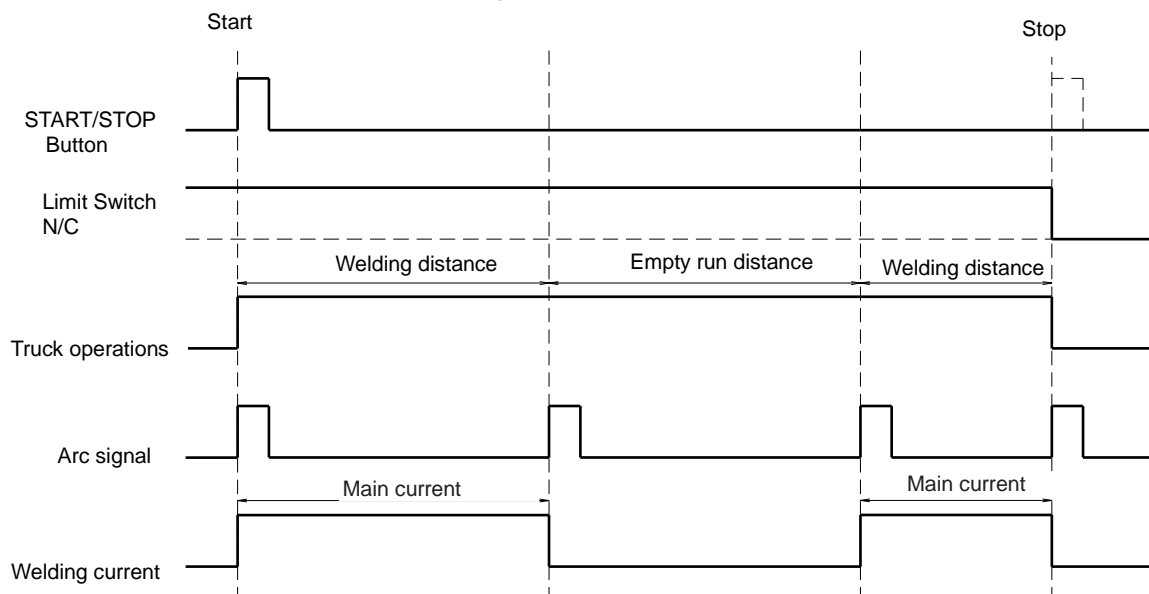 Start
Stop
START/STOP
Button
Limit Switch
N/C
Welding distance
Empty run distance
Welding distance
Truck operations
Arc signal
Main current
Main current
Welding current